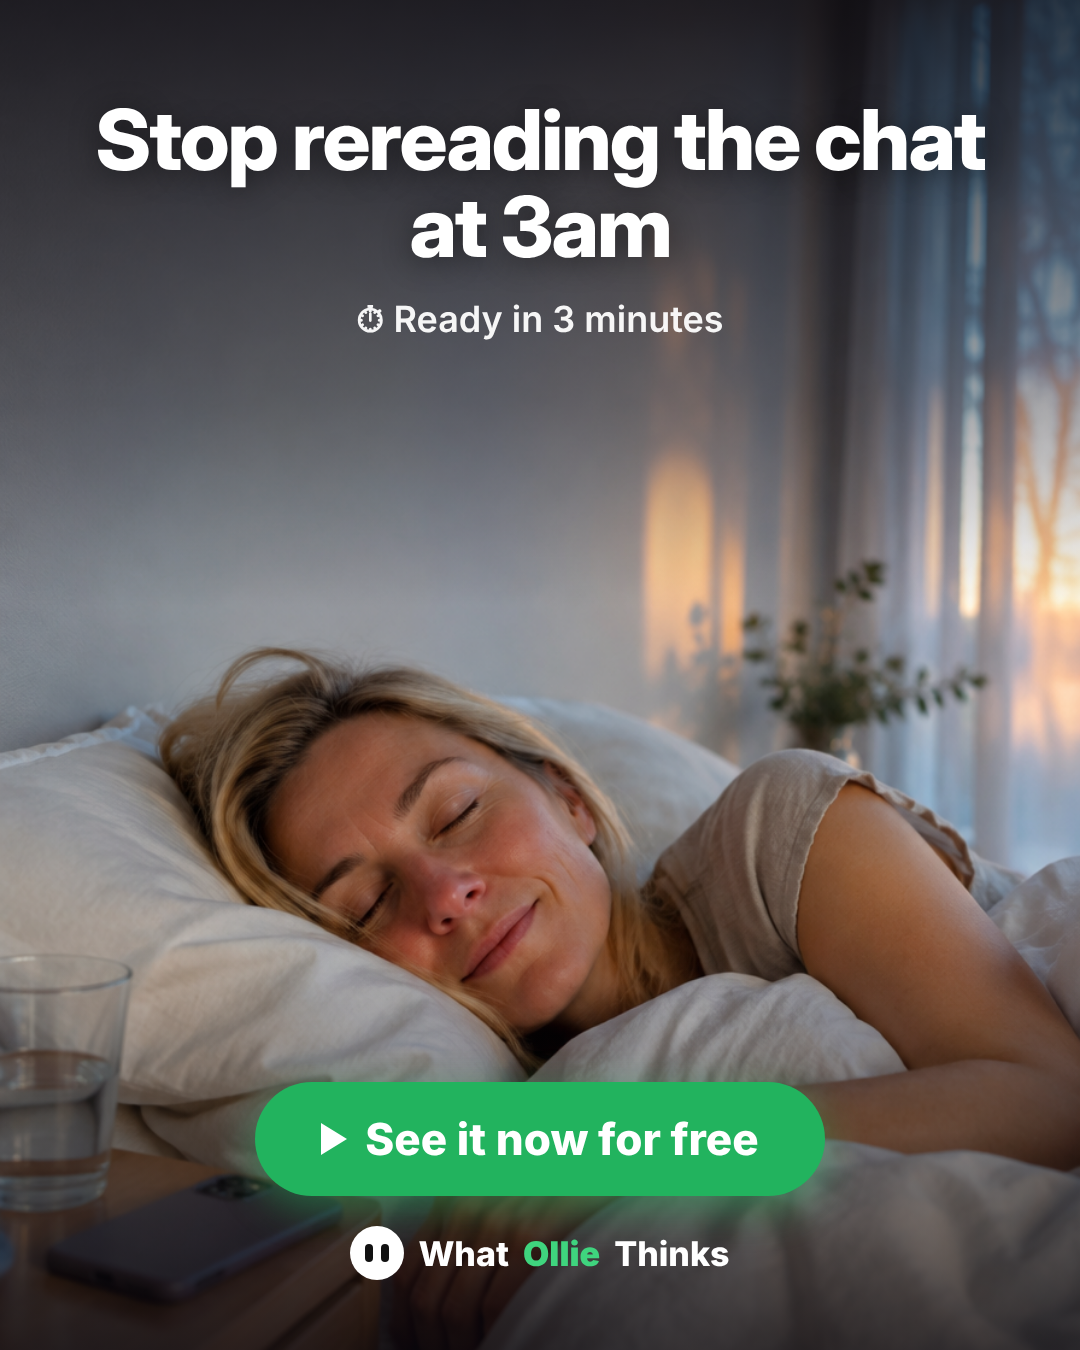 Stop rereading the chat
at 3am
⏱ Ready in 3 minutes
▶ See it now for free
What Ollie Thinks